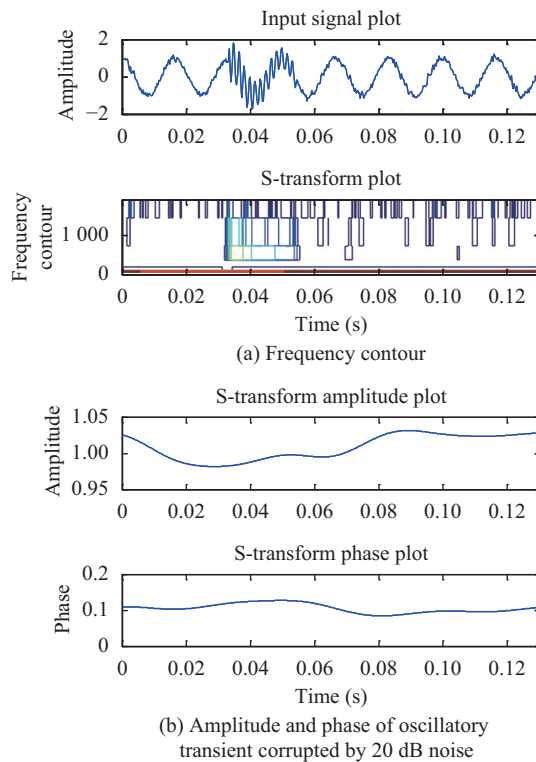 Input signal plot
Amplitude
2
0
−2
0 0.02 0.04 0.06 0.08 0.10 0.12
S-transform plot
Frequency
contour
1 000
0
0 0.02 0.04 0.06 0.08 0.10 0.12
Time (s)
(a) Frequency contour
S-transform amplitude plot
Amplitude
1.05
1.00
0.95
0 0.02 0.04 0.06 0.08 0.10 0.12
S-transform phase plot
Phase
0.2
0.1
0
0 0.02 0.04 0.06 0.08 0.10 0.12
Time (s)
(b) Amplitude and phase of oscillatory
transient corrupted by 20 dB noise